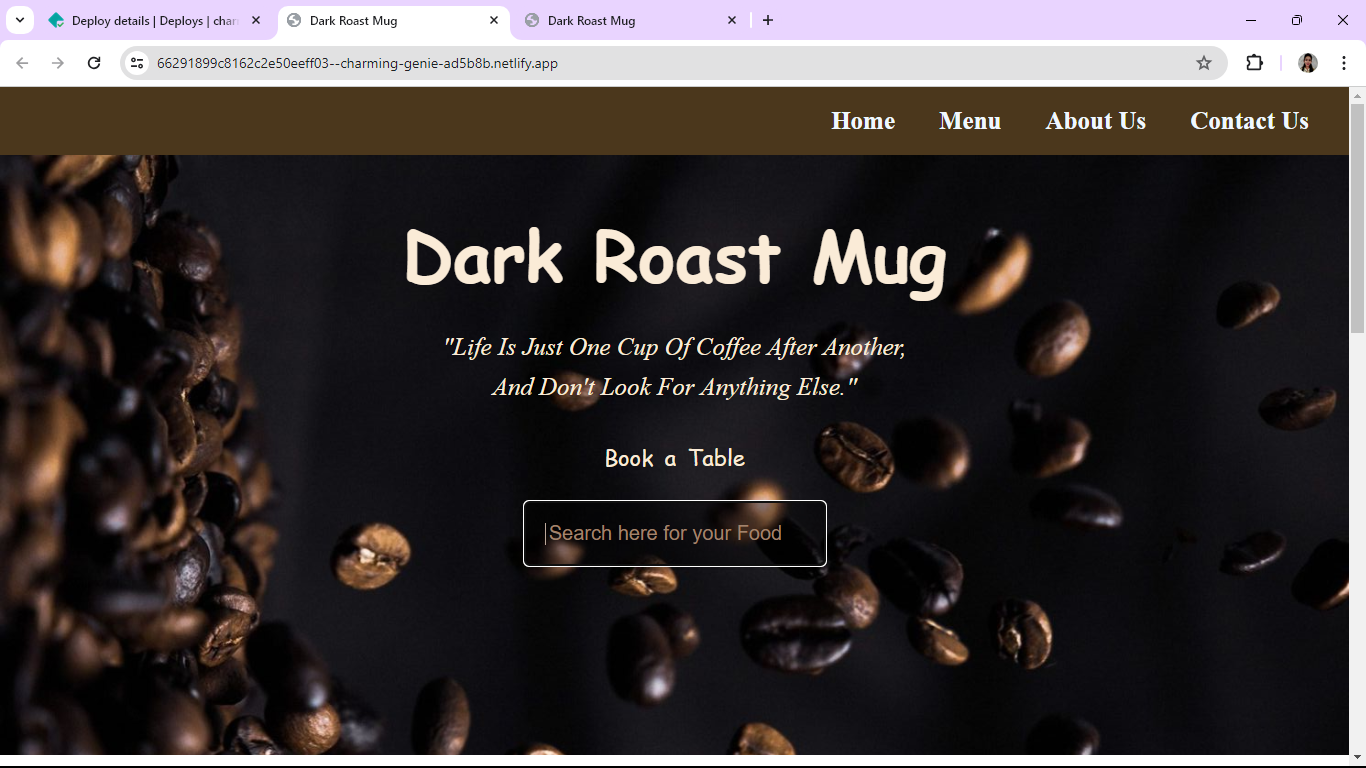 Deploy details | Deploys | char
Dark Roast Mug
Dark Roast Mug
66291899c8162c2e50eeff03--charming-genie-ad5b8b.netlify.app
Home Menu About Us Contact Us
Dark Roast Mug
"Life Is Just One Cup Of Coffee After Another,
And Don't Look For Anything Else."
Book a Table
Search here for your Food